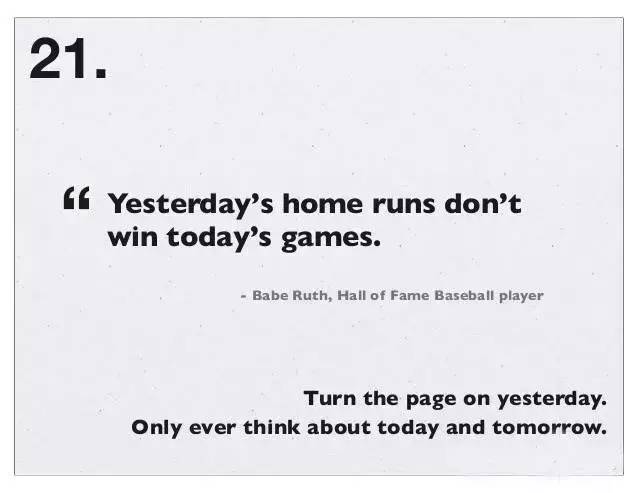 21.
“ Yesterday’s home runs don’t
win today’s games.
- Babe Ruth, Hall of Fame Baseball player
Turn the page on yesterday.
Only ever think about today and tomorrow.